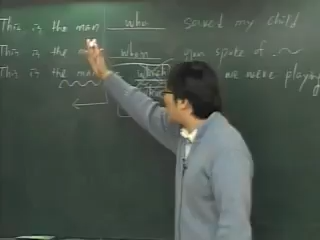 This is the man who saved my child
This is the man whom you spoke of.
This is the man which we were playing